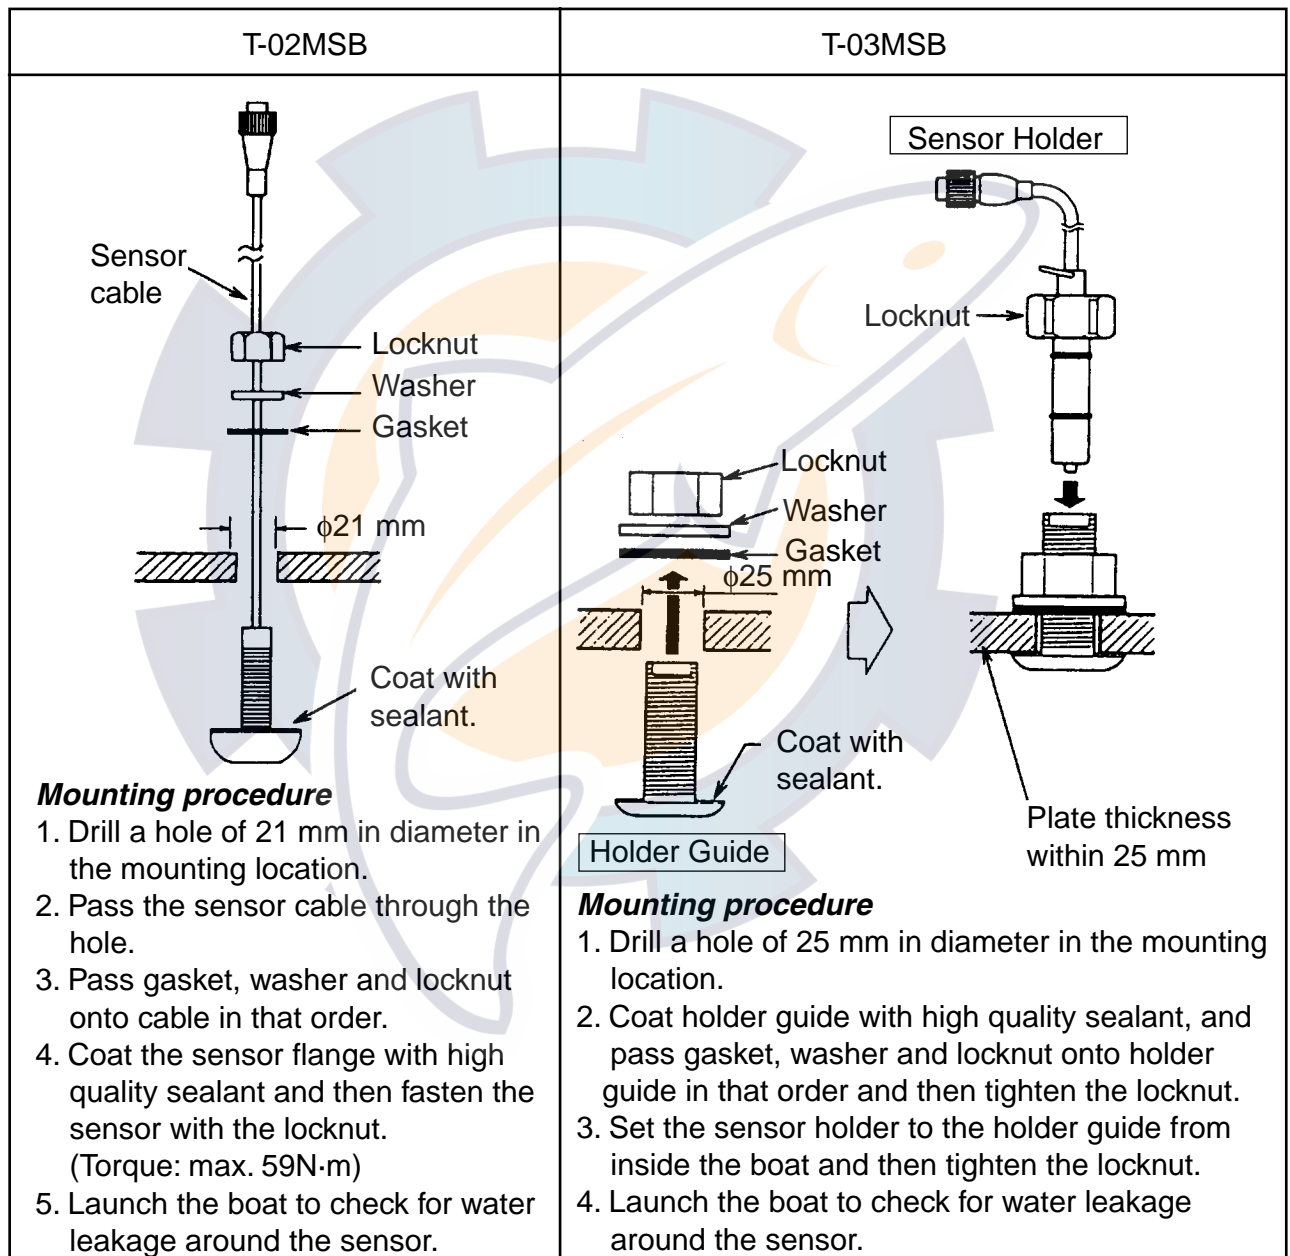 T-02MSB
Sensor
cable
Locknut
Washer
Gasket
ϕ21 mm
Coat with
sealant.
Mounting procedure
1. Drill a hole of 21 mm in diameter in
the mounting location.
2. Pass the sensor cable through the
hole.
3. Pass gasket, washer and locknut
onto cable in that order.
4. Coat the sensor flange with high
quality sealant and then fasten the
sensor with the locknut.
(Torque: max. 59N·m)
5. Launch the boat to check for water
leakage around the sensor.
T-03MSB
Sensor Holder
Locknut
Locknut
Washer
Gasket
ϕ25 mm
Coat with
sealant.
Holder Guide
Plate thickness
within 25 mm
Mounting procedure
1. Drill a hole of 25 mm in diameter in the mounting
location.
2. Coat holder guide with high quality sealant, and
pass gasket, washer and locknut onto holder
guide in that order and then tighten the locknut.
3. Set the sensor holder to the holder guide from
inside the boat and then tighten the locknut.
4. Launch the boat to check for water leakage
around the sensor.